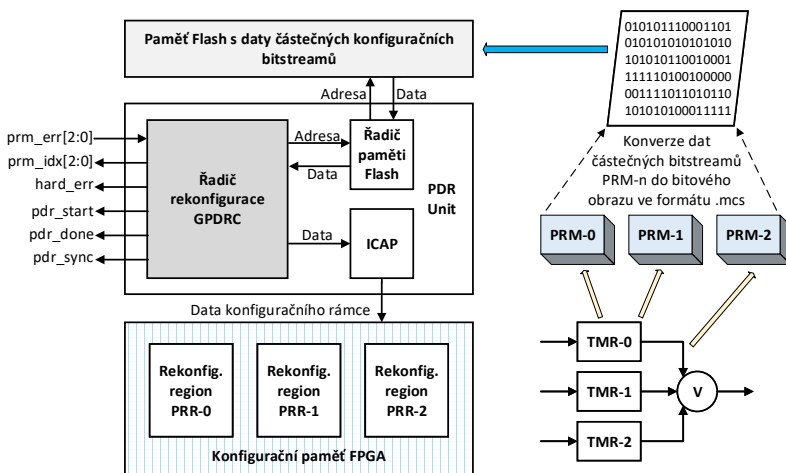 Paměť Flash s daty částečných konfiguračních
bitstreamů
Adresa
Data
prm_err[2:0]
prm_idx[2:0]
hard_err
pdr_start
pdr_done
pdr_sync
Řadič
rekonfigurace
GPDRC
Adresa
Data
Data
Řadič
paměti
Flash
PDR
Unit
ICAP
Data konfiguračního rámce
Rekonfig.
region
PRR-0
Rekonfig.
region
PRR-1
Rekonfig.
region
PRR-2
Konfigurační paměť FPGA
010101110001101
010101010101010
101010110010001
111110100100000
001111011010110
101010100011111
Konverze dat
částečných bitstreamů
PRM-n do bitového
obrazu ve formátu .mcs
PRM-0
PRM-1
PRM-2
TMR-0
TMR-1
TMR-2
V